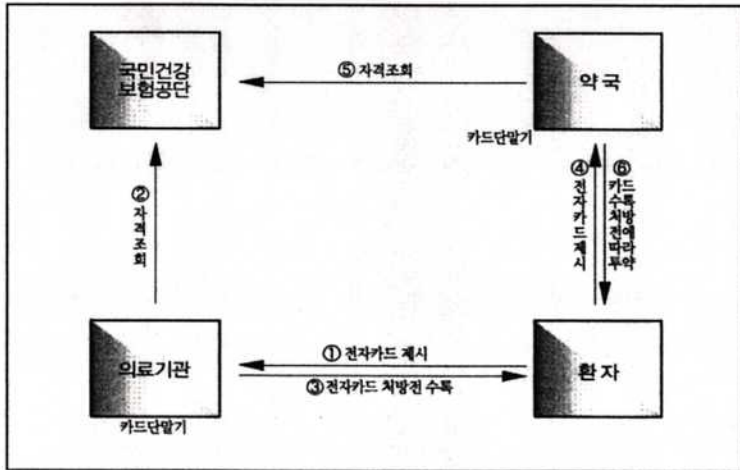 국민건강
보험공단
⑤ 자격조회
약 국
카드단말기
② 자격조회
④ 전자카드제시
⑥ 카드수록처방전에 따라 투약
① 전자카드 제시
③ 전자카드 처방전 수록
의료기관
환 자
카드단말기